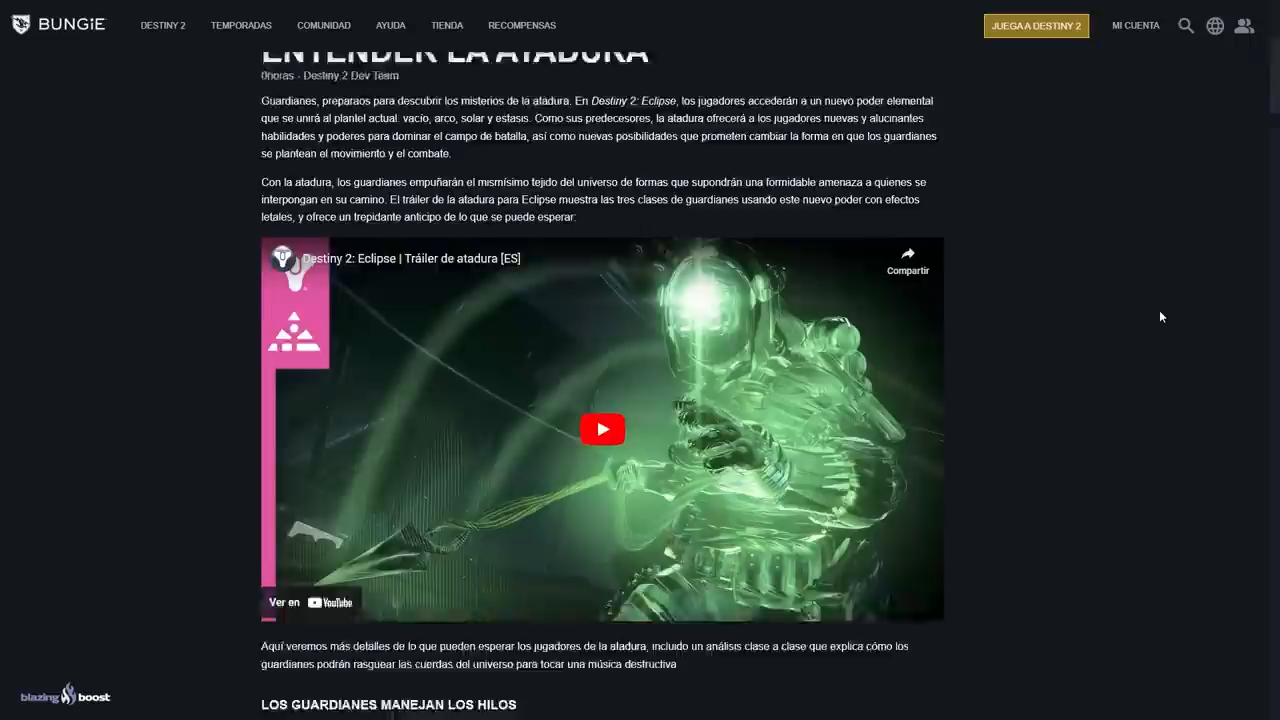 BUNGiE
DESTINY 2
TEMPORADAS
COMUNIDAD
AYUDA
TIENDA
RECOMPENSAS
JUEGA A DESTINY 2
MI CUENTA
ENTENDER LA ATADURA
0horas - Destiny 2 Dev Team
Guardianes, preparaos para descubrir los misterios de la atadura. En Destiny 2: Eclipse, los jugadores accederán a un nuevo poder elemental
que se unirá al plantel actual: vacío, arco, solar y estasis. Como sus predecesores, la atadura ofrecerá a los jugadores nuevas y alucinantes
habilidades y poderes para dominar el campo de batalla, así como nuevas posibilidades que prometen cambiar la forma en que los guardianes
se plantean el movimiento y el combate.
Con la atadura, los guardianes empuñarán el mismísimo tejido del universo de formas que supondrán una formidable amenaza a quienes se
interpongan en su camino. El tráiler de la atadura para Eclipse muestra las tres clases de guardianes usando este nuevo poder con efectos
letales, y ofrece un trepidante anticipo de lo que se puede esperar:
Destiny 2: Eclipse | Tráiler de atadura [ES]
Compartir
Ver en YouTube
Aquí veremos más detalles de lo que pueden esperar los jugadores de la atadura, incluido un análisis clase a clase que explica cómo los
guardianes podrán rasguear las cuerdas del universo para tocar una música destructiva
LOS GUARDIANES MANEJAN LOS HILOS
blazing boost